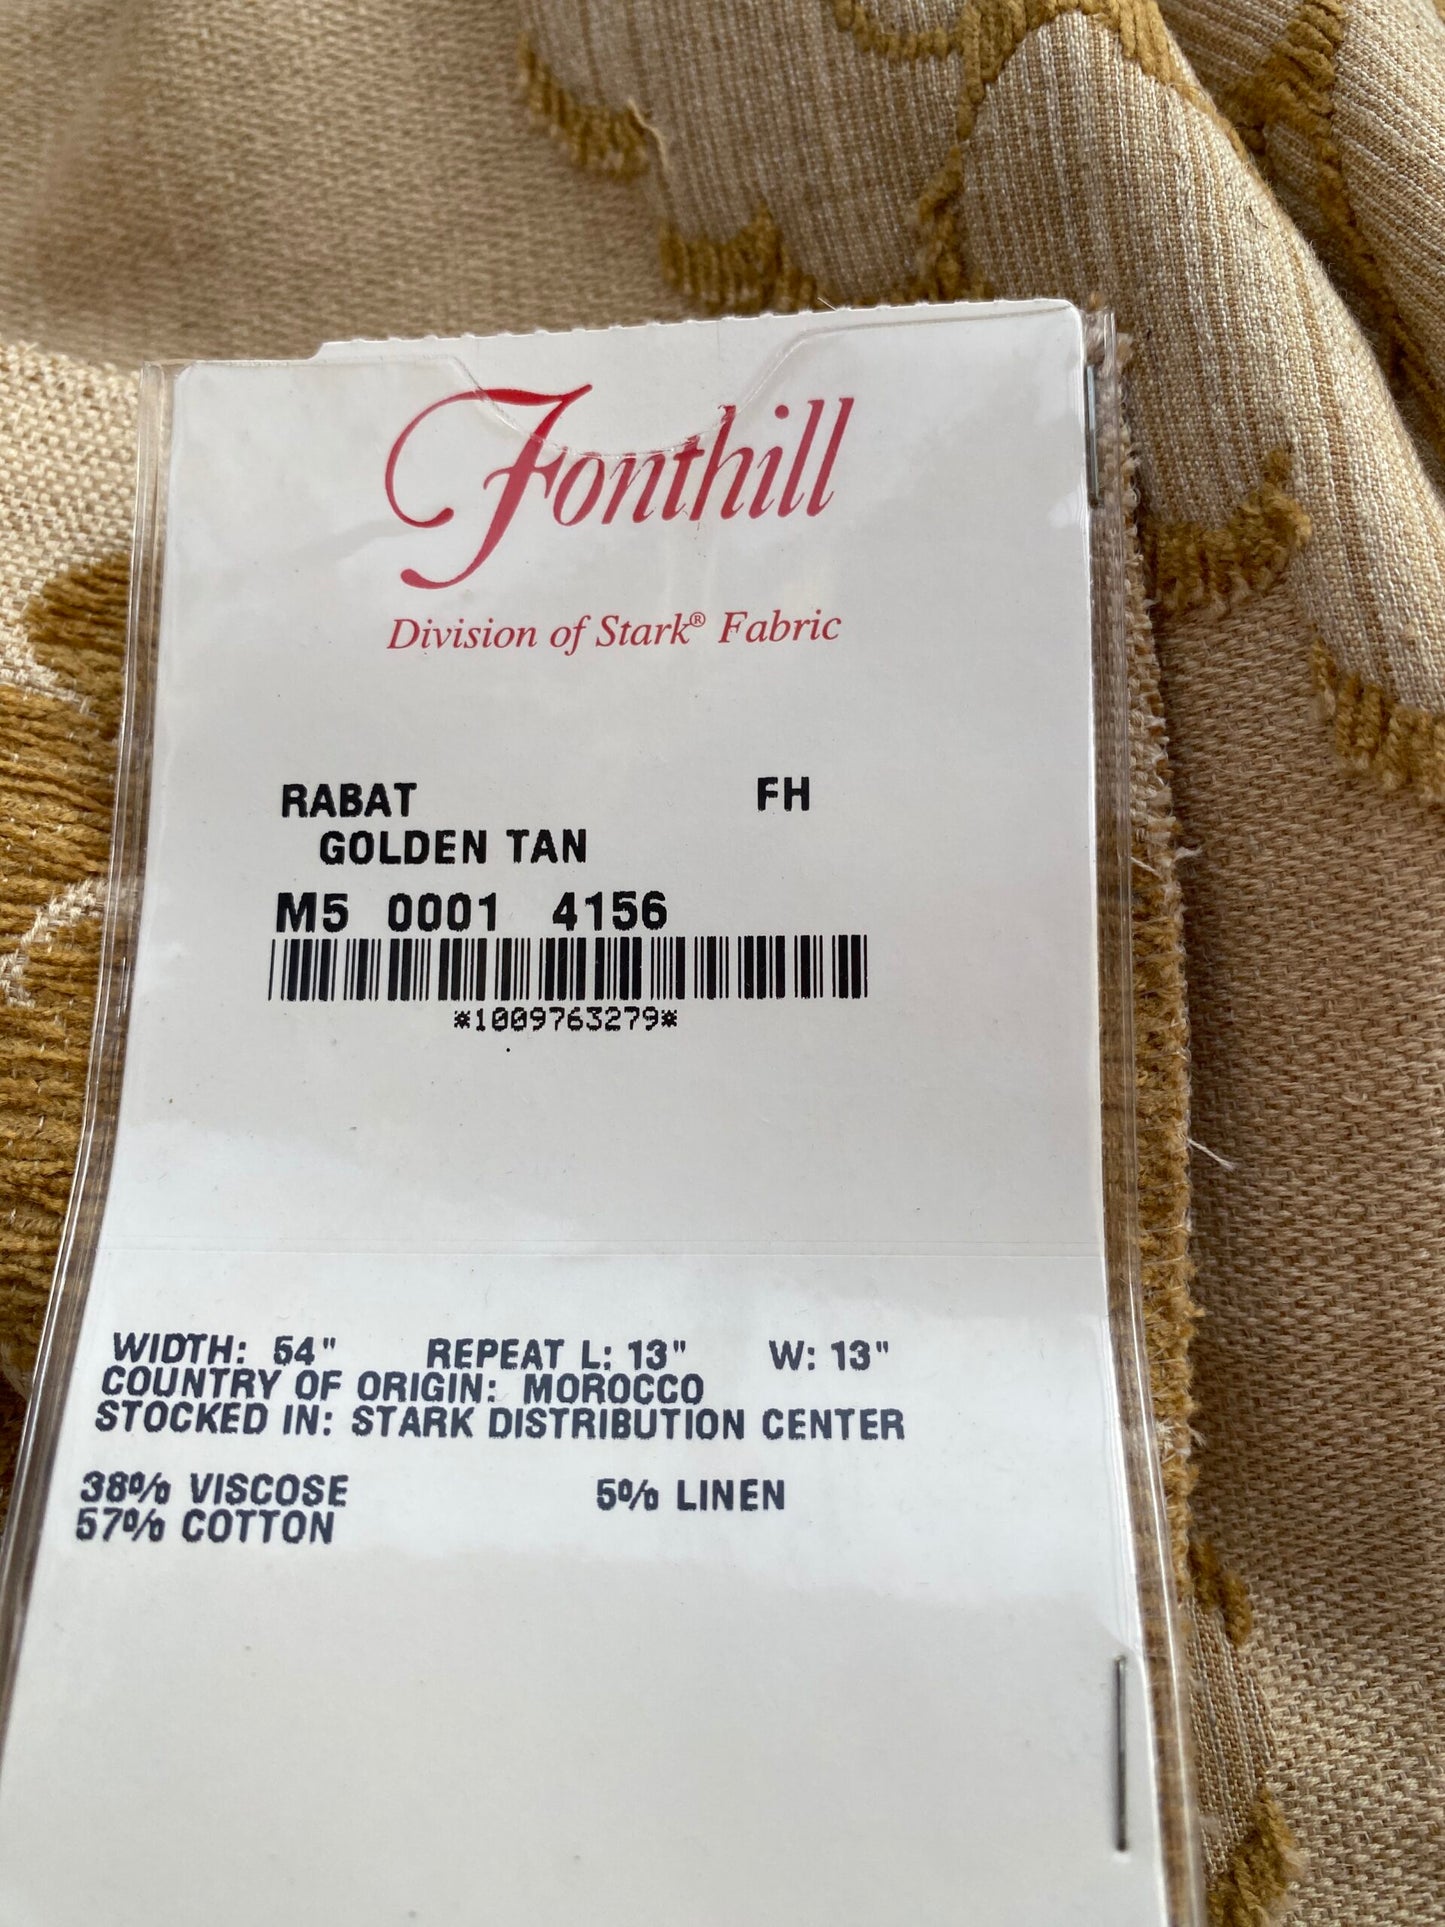 Fonthill
Division of Stark® Fabric
RABAT FH
GOLDEN TAN
M5 0001 4156
*1009763279*
WIDTH: 54" REPEAT L: 13" W: 13"
COUNTRY OF ORIGIN: MOROCCO
STOCKED IN: STARK DISTRIBUTION CENTER
38% VISCOSE 5% LINEN
57% COTTON